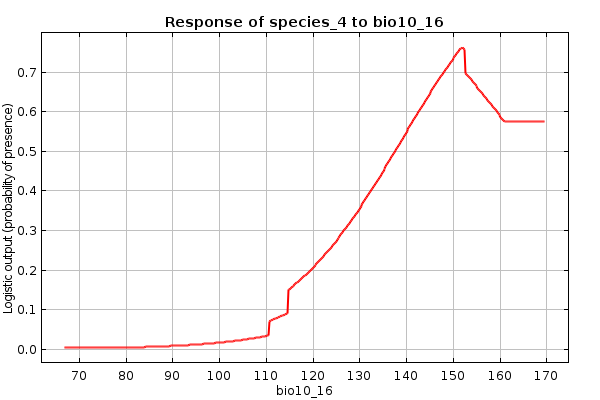 Response of species_4 to bio10_16
Logistic output (probability of presence)
0.7
0.6
0.5
0.4
0.3
0.2
0.1
0.0
70 80 90 100 110 120 130 140 150 160 170
bio10_16